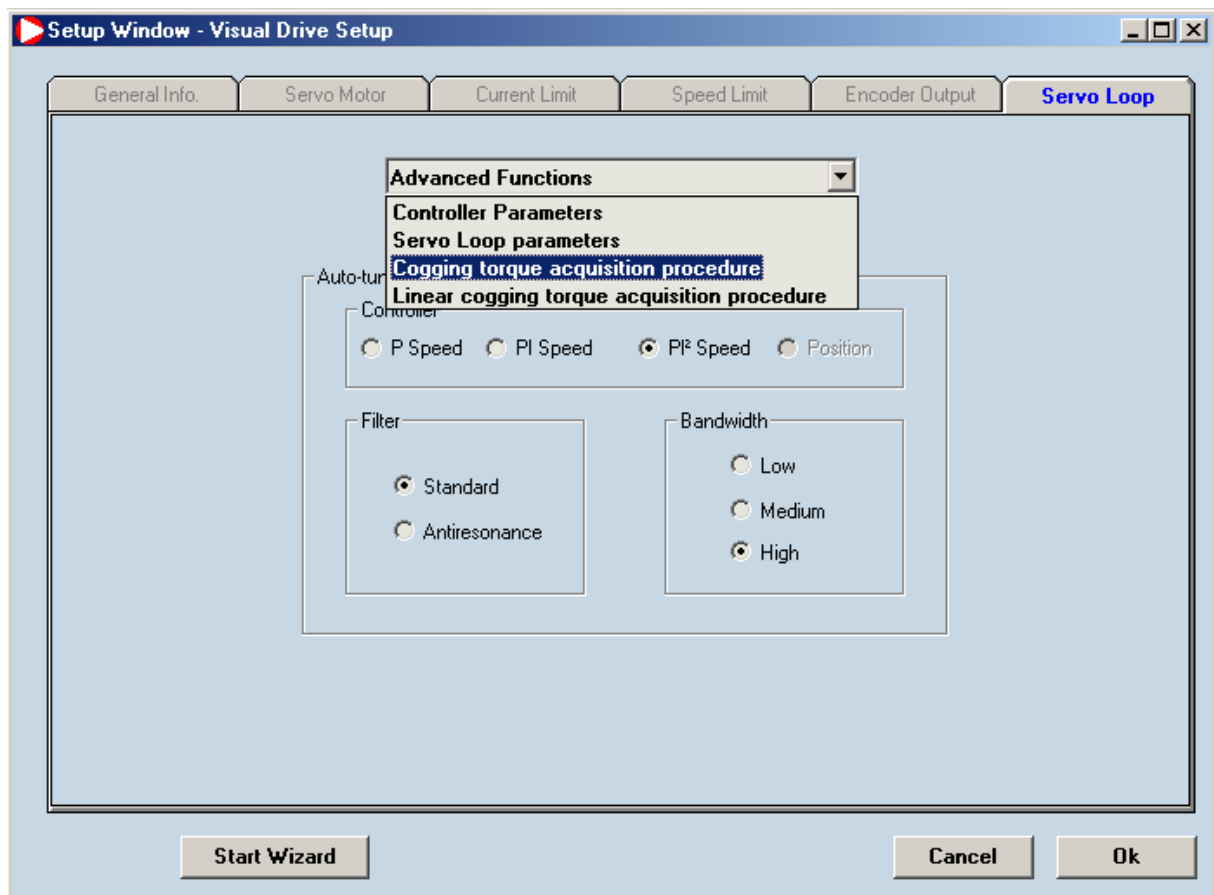 Setup Window - Visual Drive Setup
General Info. Servo Motor Current Limit Speed Limit Encoder Output Servo Loop
Advanced Functions
Controller Parameters
Servo Loop parameters
Cogging torque acquisition procedure
Linear cogging torque acquisition procedure
Controller
P Speed PI Speed PI² Speed Position
Filter Bandwidth
Standard
Antiresonance
Low
Medium
High
Start Wizard Cancel Ok